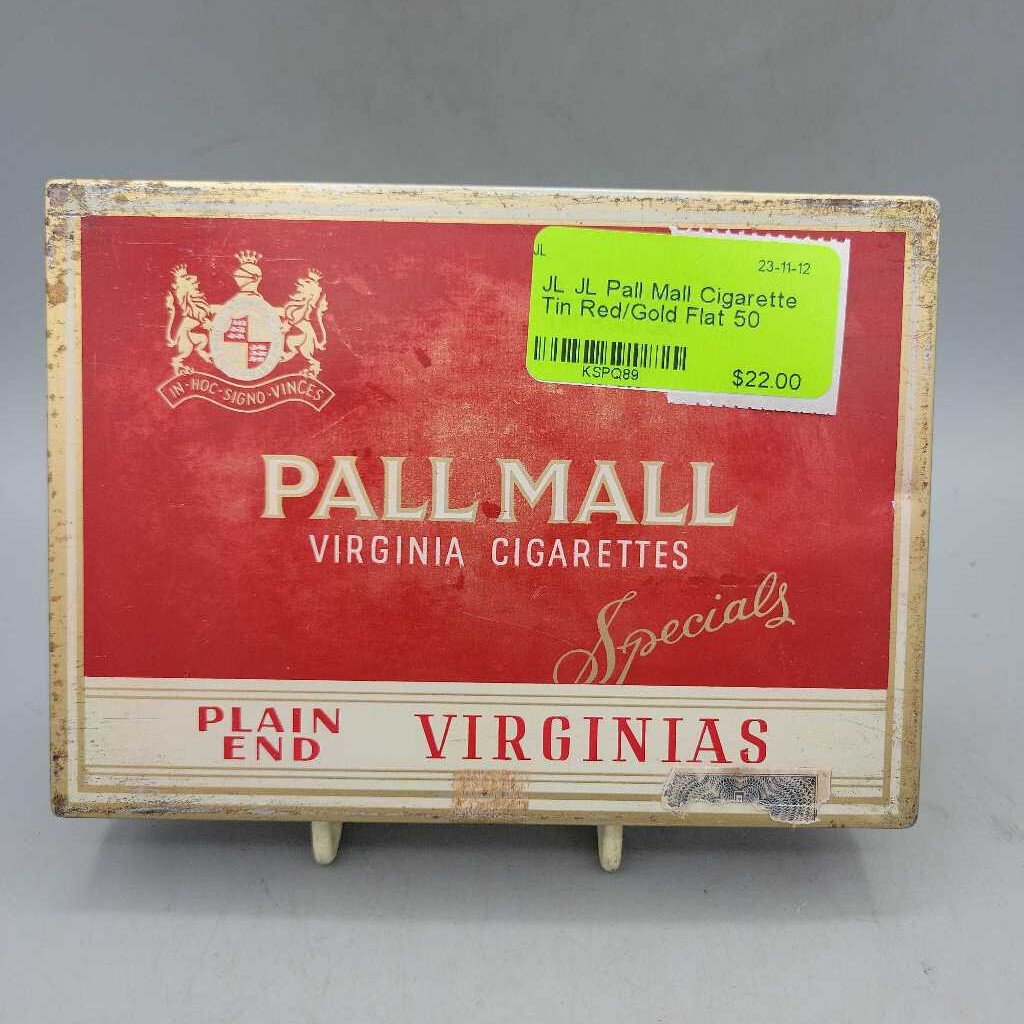 JL
23-11-12
JL JL Pall Mall Cigarette
Tin Red/Gold Flat 50
KSPQ89
$22.00
IN·HOC·SIGNO·VINCES
PALL MALL
VIRGINIA CIGARETTES
Specials
PLAIN
END
VIRGINIAS